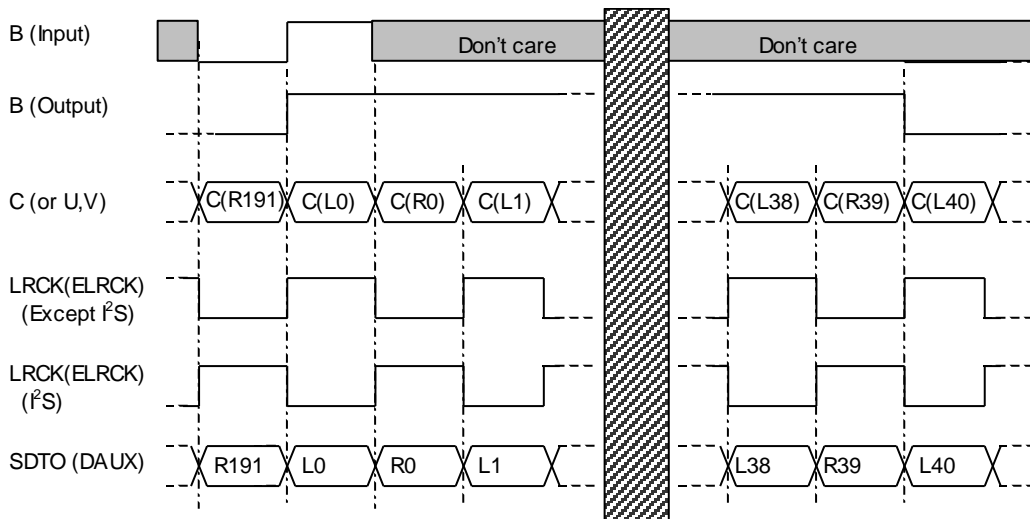 B (Input)
Don't care
Don't care
B (Output)
C (or U,V)
C(R191)
C(L0)
C(R0)
C(L1)
C(L38)
C(R39)
C(L40)
LRCK(ELRCK)
(Except I²S)
LRCK(ELRCK)
(I²S)
SDTO (DAUX)
R191
L0
R0
L1
L38
R39
L40